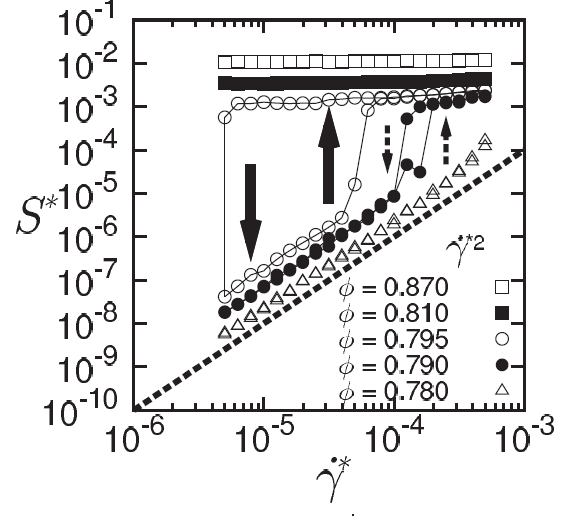 10⁻¹
10⁻²
10⁻³
10⁻⁴
10⁻⁵
S*
10⁻⁶
γ̇*²
10⁻⁷
ϕ = 0.870
ϕ = 0.810
10⁻⁸
ϕ = 0.795
10⁻⁹
ϕ = 0.790
ϕ = 0.780
10⁻¹⁰
10⁻⁶ 10⁻⁵ 10⁻⁴ 10⁻³
γ̇*